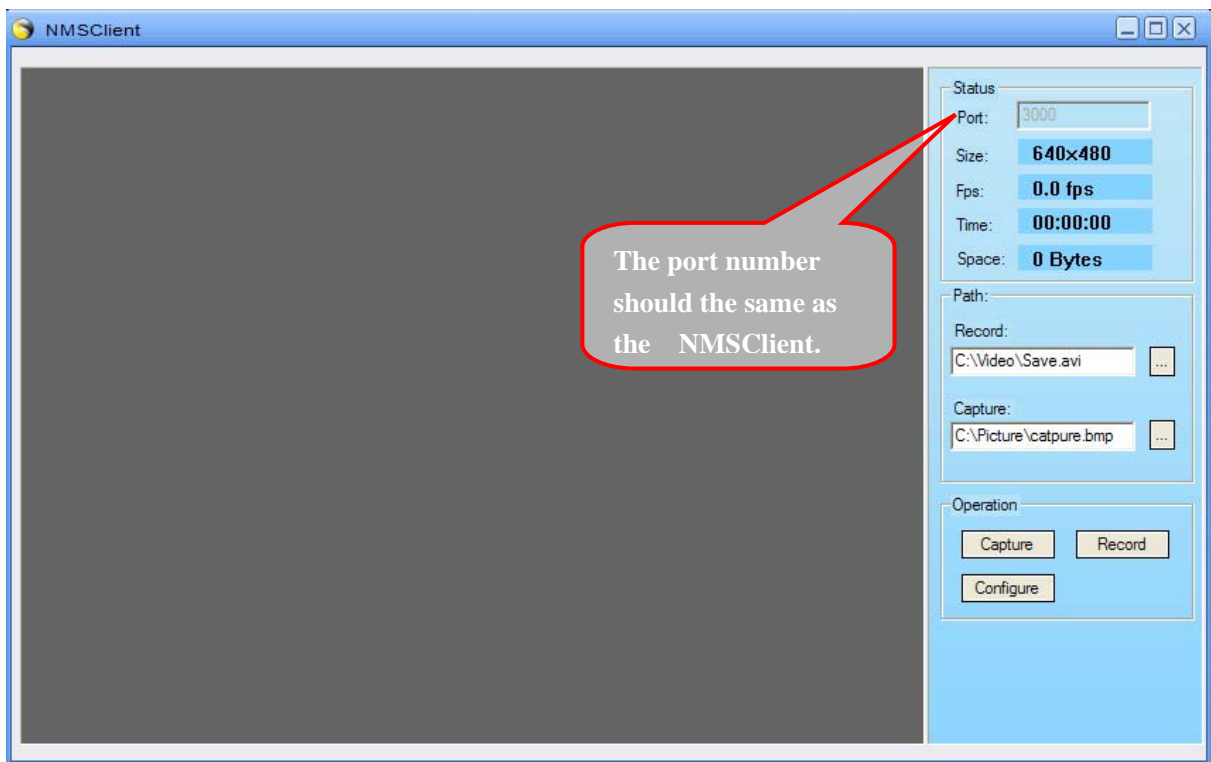 NMSClient
Status
Port: 3000
Size: 640×480
Fps: 0.0 fps
Time: 00:00:00
Space: 0 Bytes
The port number
should the same as
the NMSClient.
Path:
Record:
C:\Video\Save.avi ...
Capture:
C:\Picture\catpure.bmp ...
Operation
Capture Record
Configure